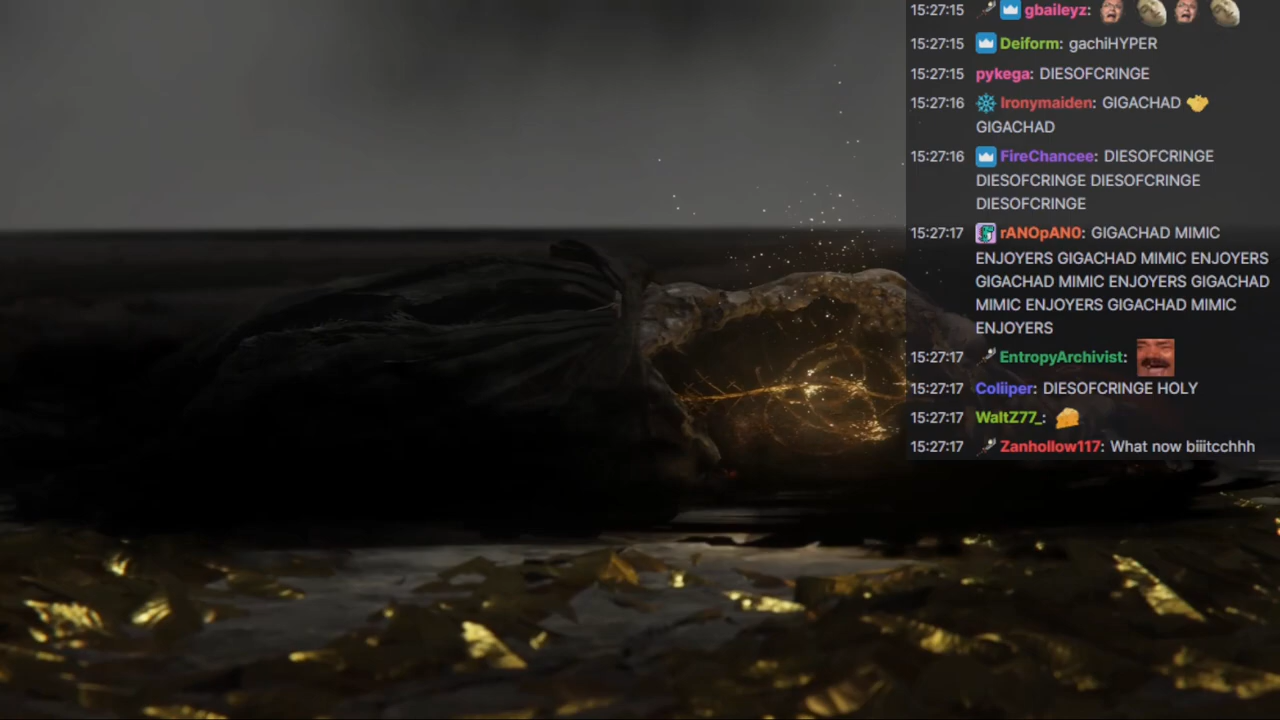 15:27:15 gbaileyz:
15:27:15 Deiform: gachiHYPER
15:27:15 pykega: DIESOFCRINGE
15:27:16 Ironymaiden: GIGACHAD
GIGACHAD
15:27:16 FireChancee: DIESOFCRINGE
DIESOFCRINGE DIESOFCRINGE
DIESOFCRINGE
15:27:17 rANOpAN0: GIGACHAD MIMIC
ENJOYERS GIGACHAD MIMIC ENJOYERS
GIGACHAD MIMIC ENJOYERS GIGACHAD
MIMIC ENJOYERS GIGACHAD MIMIC
ENJOYERS
15:27:17 EntropyArchivist:
15:27:17 Coliiper: DIESOFCRINGE HOLY
15:27:17 WaltZ77_:
15:27:17 Zanhollow117: What now biiitcchhh